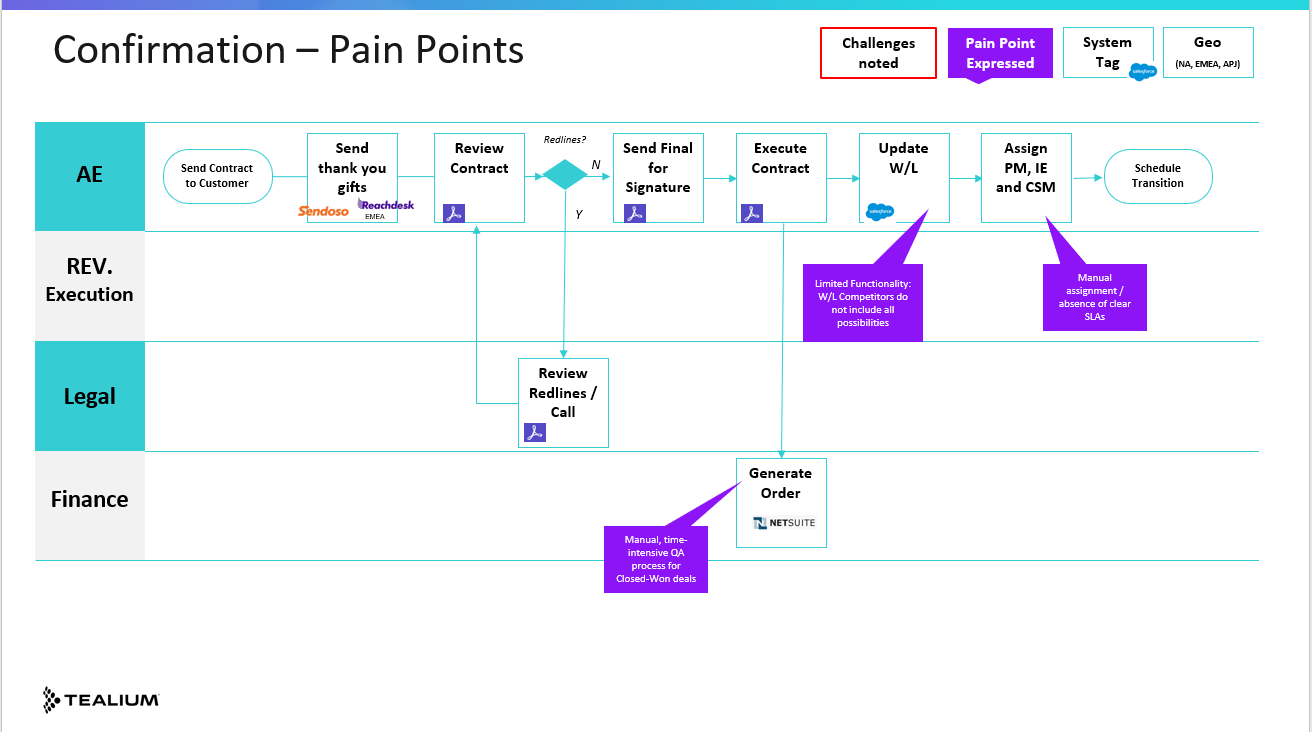 Confirmation – Pain Points
Challenges
noted
Pain Point
Expressed
System
Tag
salesforce
Geo
(NA, EMEA, APJ)
AE
Send Contract
to Customer
Send
thank you
gifts
Sendoso
Reachdesk
EMEA
Review
Contract
Redlines?
N
Y
Send Final
for
Signature
Execute
Contract
Update
W/L
salesforce
Assign
PM, IE
and CSM
Schedule
Transition
REV.
Execution
Limited Functionality:
W/L Competitors do
not include all
possibilities
Manual
assignment /
absence of clear
SLAs
Legal
Review
Redlines /
Call
Finance
Generate
Order
NETSUITE
Manual, time-
intensive QA
process for
Closed-Won deals
TEALIUM